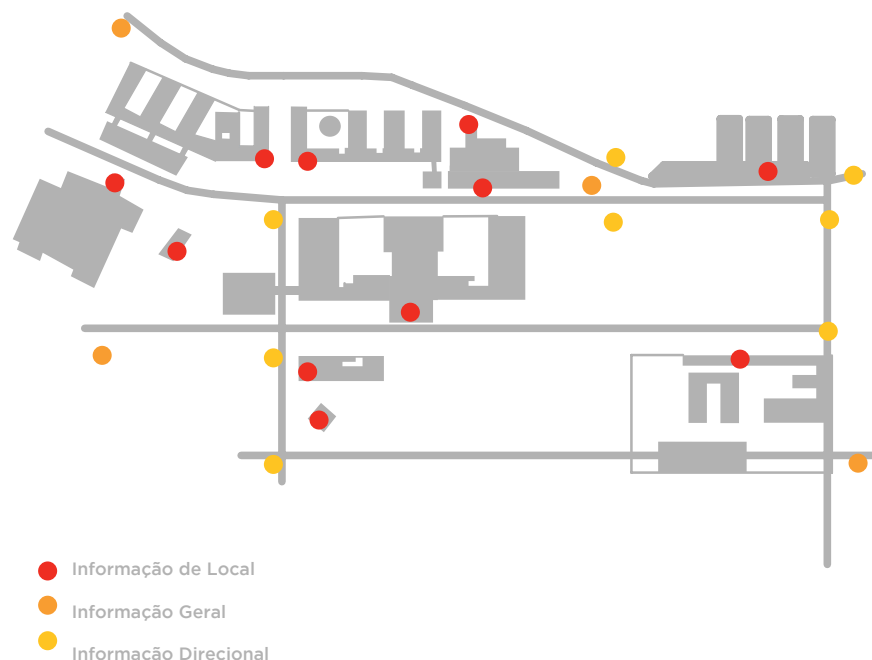 Informação de Local
Informação Geral
Informação Direcional